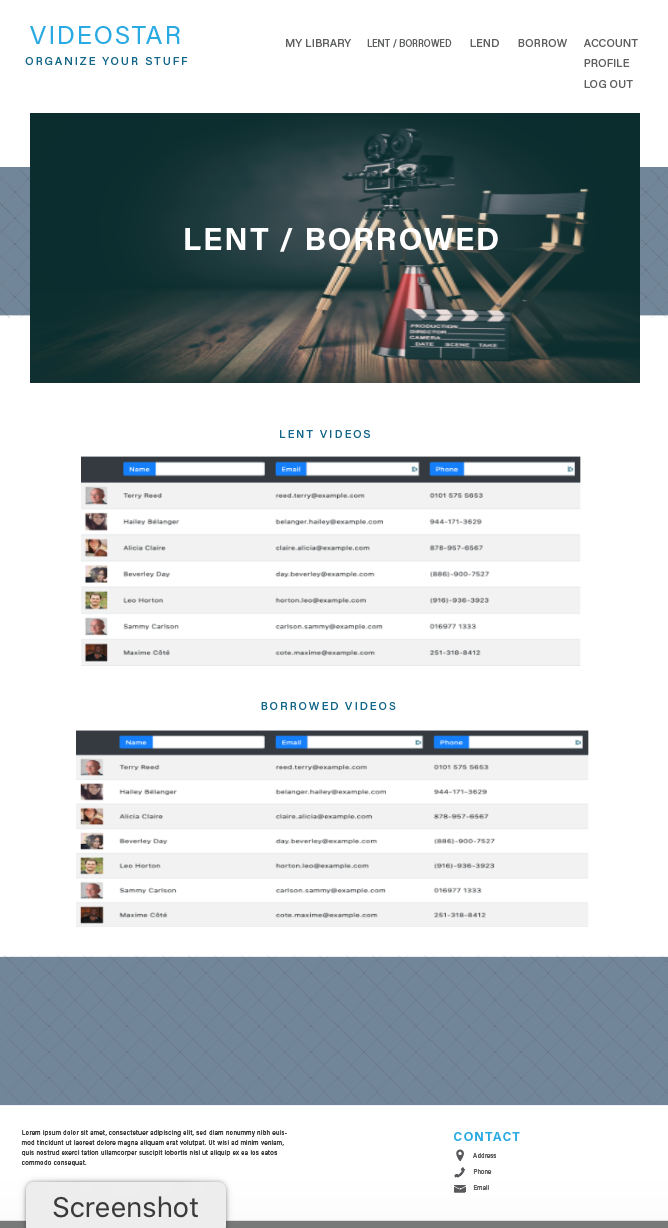 VIDEOSTAR
ORGANIZE YOUR STUFF
MY LIBRARY LENT / BORROWED LEND BORROW ACCOUNT
PROFILE
LOG OUT
LENT / BORROWED
PRODUCTION
DIRECTOR
CAMERA
DATE SCENE TAKE
LENT VIDEOS
Name Email Phone
Terry Reed reed.terry@example.com 0101 575 5653
Hailey Bélanger belanger.hailey@example.com 944-171-3629
Alicia Claire claire.alicia@example.com 878-957-6567
Beverley Day day.beverley@example.com (886)-900-7527
Leo Horton horton.leo@example.com (916)-936-3923
Sammy Carlson carlson.sammy@example.com 016977 1333
Maxime Côté cote.maxime@example.com 251-318-8412
BORROWED VIDEOS
Name Email Phone
Terry Reed reed.terry@example.com 0101 575 5653
Hailey Bélanger belanger.hailey@example.com 944-171-3629
Alicia Claire claire.alicia@example.com 878-957-6567
Beverley Day day.beverley@example.com (886)-900-7527
Leo Horton horton.leo@example.com (916)-936-3923
Sammy Carlson carlson.sammy@example.com 016977 1333
Maxime Côté cote.maxime@example.com 251-318-8412
Lorem ipsum dolor sit amet, consectetuer adipiscing elit, sed diam nonummy nibh euis-
mod tincidunt ut laoreet dolore magna aliquam erat volutpat. Ut wisi ad minim veniam,
quis nostrud exerci tation ullamcorper suscipit lobortis nisl ut aliquip ex ea los eatos
commodo consequat.
CONTACT
Address
Phone
Email
Screenshot